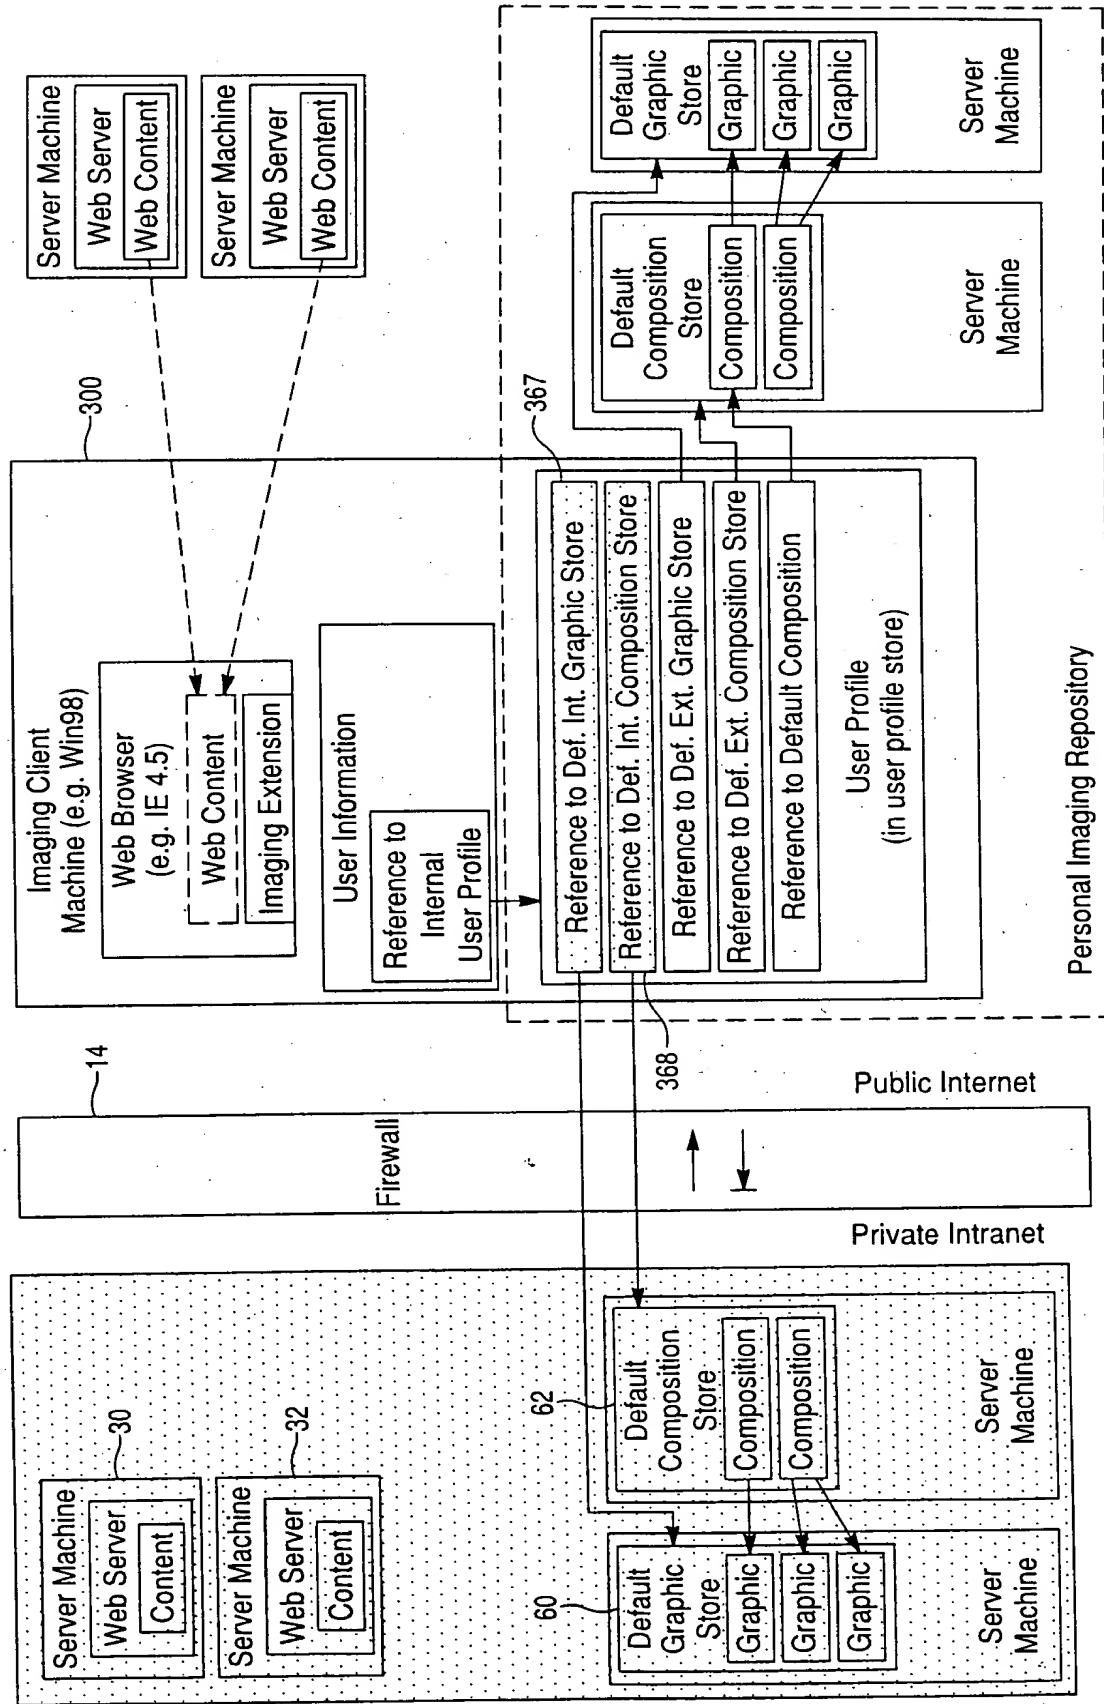 Server Machine
Web Server
Content
30
Server Machine
Web Server
Content
32
60
Default
Graphic
Store
Graphic
Graphic
Graphic
Server
Machine
62
Default
Composition
Store
Composition
Composition
Server
Machine
Private Intranet
Firewall
14
Public Internet
Imaging Client
Machine (e.g. Win98)
300
Web Browser
(e.g. IE 4.5)
Web Content
Imaging Extension
User Information
Reference to
Internal
User Profile
367
Reference to Def. Int. Graphic Store
Reference to Def. Int. Composition Store
368
Reference to Def. Ext. Graphic Store
Reference to Def. Ext. Composition Store
Reference to Default Composition
User Profile
(in user profile store)
Personal Imaging Repository
Server Machine
Web Server
Web Content
Server Machine
Web Server
Web Content
Default
Composition
Store
Composition
Composition
Server
Machine
Default
Graphic
Store
Graphic
Graphic
Graphic
Server
Machine